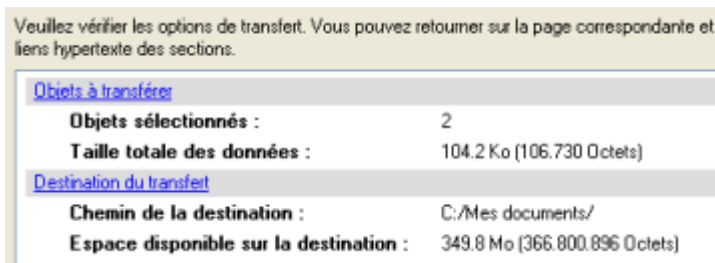 Veuillez vérifier les options de transfert. Vous pouvez retourner sur la page correspondante et
liens hypertexte des sections.
Objets à transférer
Objets sélectionnés : 2
Taille totale des données : 104.2 Ko (106.730 Octets)
Destination du transfert
Chemin de la destination : C:/Mes documents/
Espace disponible sur la destination : 349.8 Mo (366.800.896 Octets)